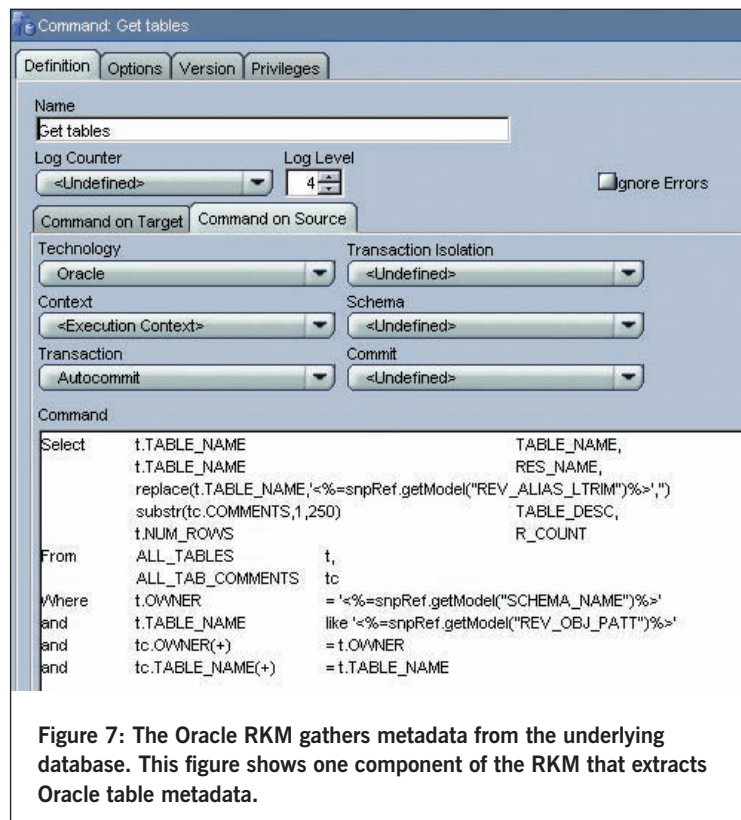 Command: Get tables
Definition Options Version Privileges
Name
Get tables
Log Counter Log Level
<Undefined> 4 Ignore Errors
Command on Target Command on Source
Technology Transaction Isolation
Oracle <Undefined>
Context Schema
<Execution Context> <Undefined>
Transaction Commit
Autocommit <Undefined>
Command
Select t.TABLE_NAME TABLE_NAME,
t.TABLE_NAME RES_NAME,
replace(t.TABLE_NAME,'<%=snpRef.getModel("REV_ALIAS_LTRIM")%>','')
substr(tc.COMMENTS,1,250) TABLE_DESC,
t.NUM_ROWS R_COUNT
From ALL_TABLES t,
ALL_TAB_COMMENTS tc
Where t.OWNER = '<%=snpRef.getModel("SCHEMA_NAME")%>'
and t.TABLE_NAME like '<%=snpRef.getModel("REV_OBJ_PATT")%>'
and tc.OWNER(+) =t.OWNER
and tc.TABLE_NAME(+) =t.TABLE_NAME
Figure 7: The Oracle RKM gathers metadata from the underlying
database. This figure shows one component of the RKM that extracts
Oracle table metadata.